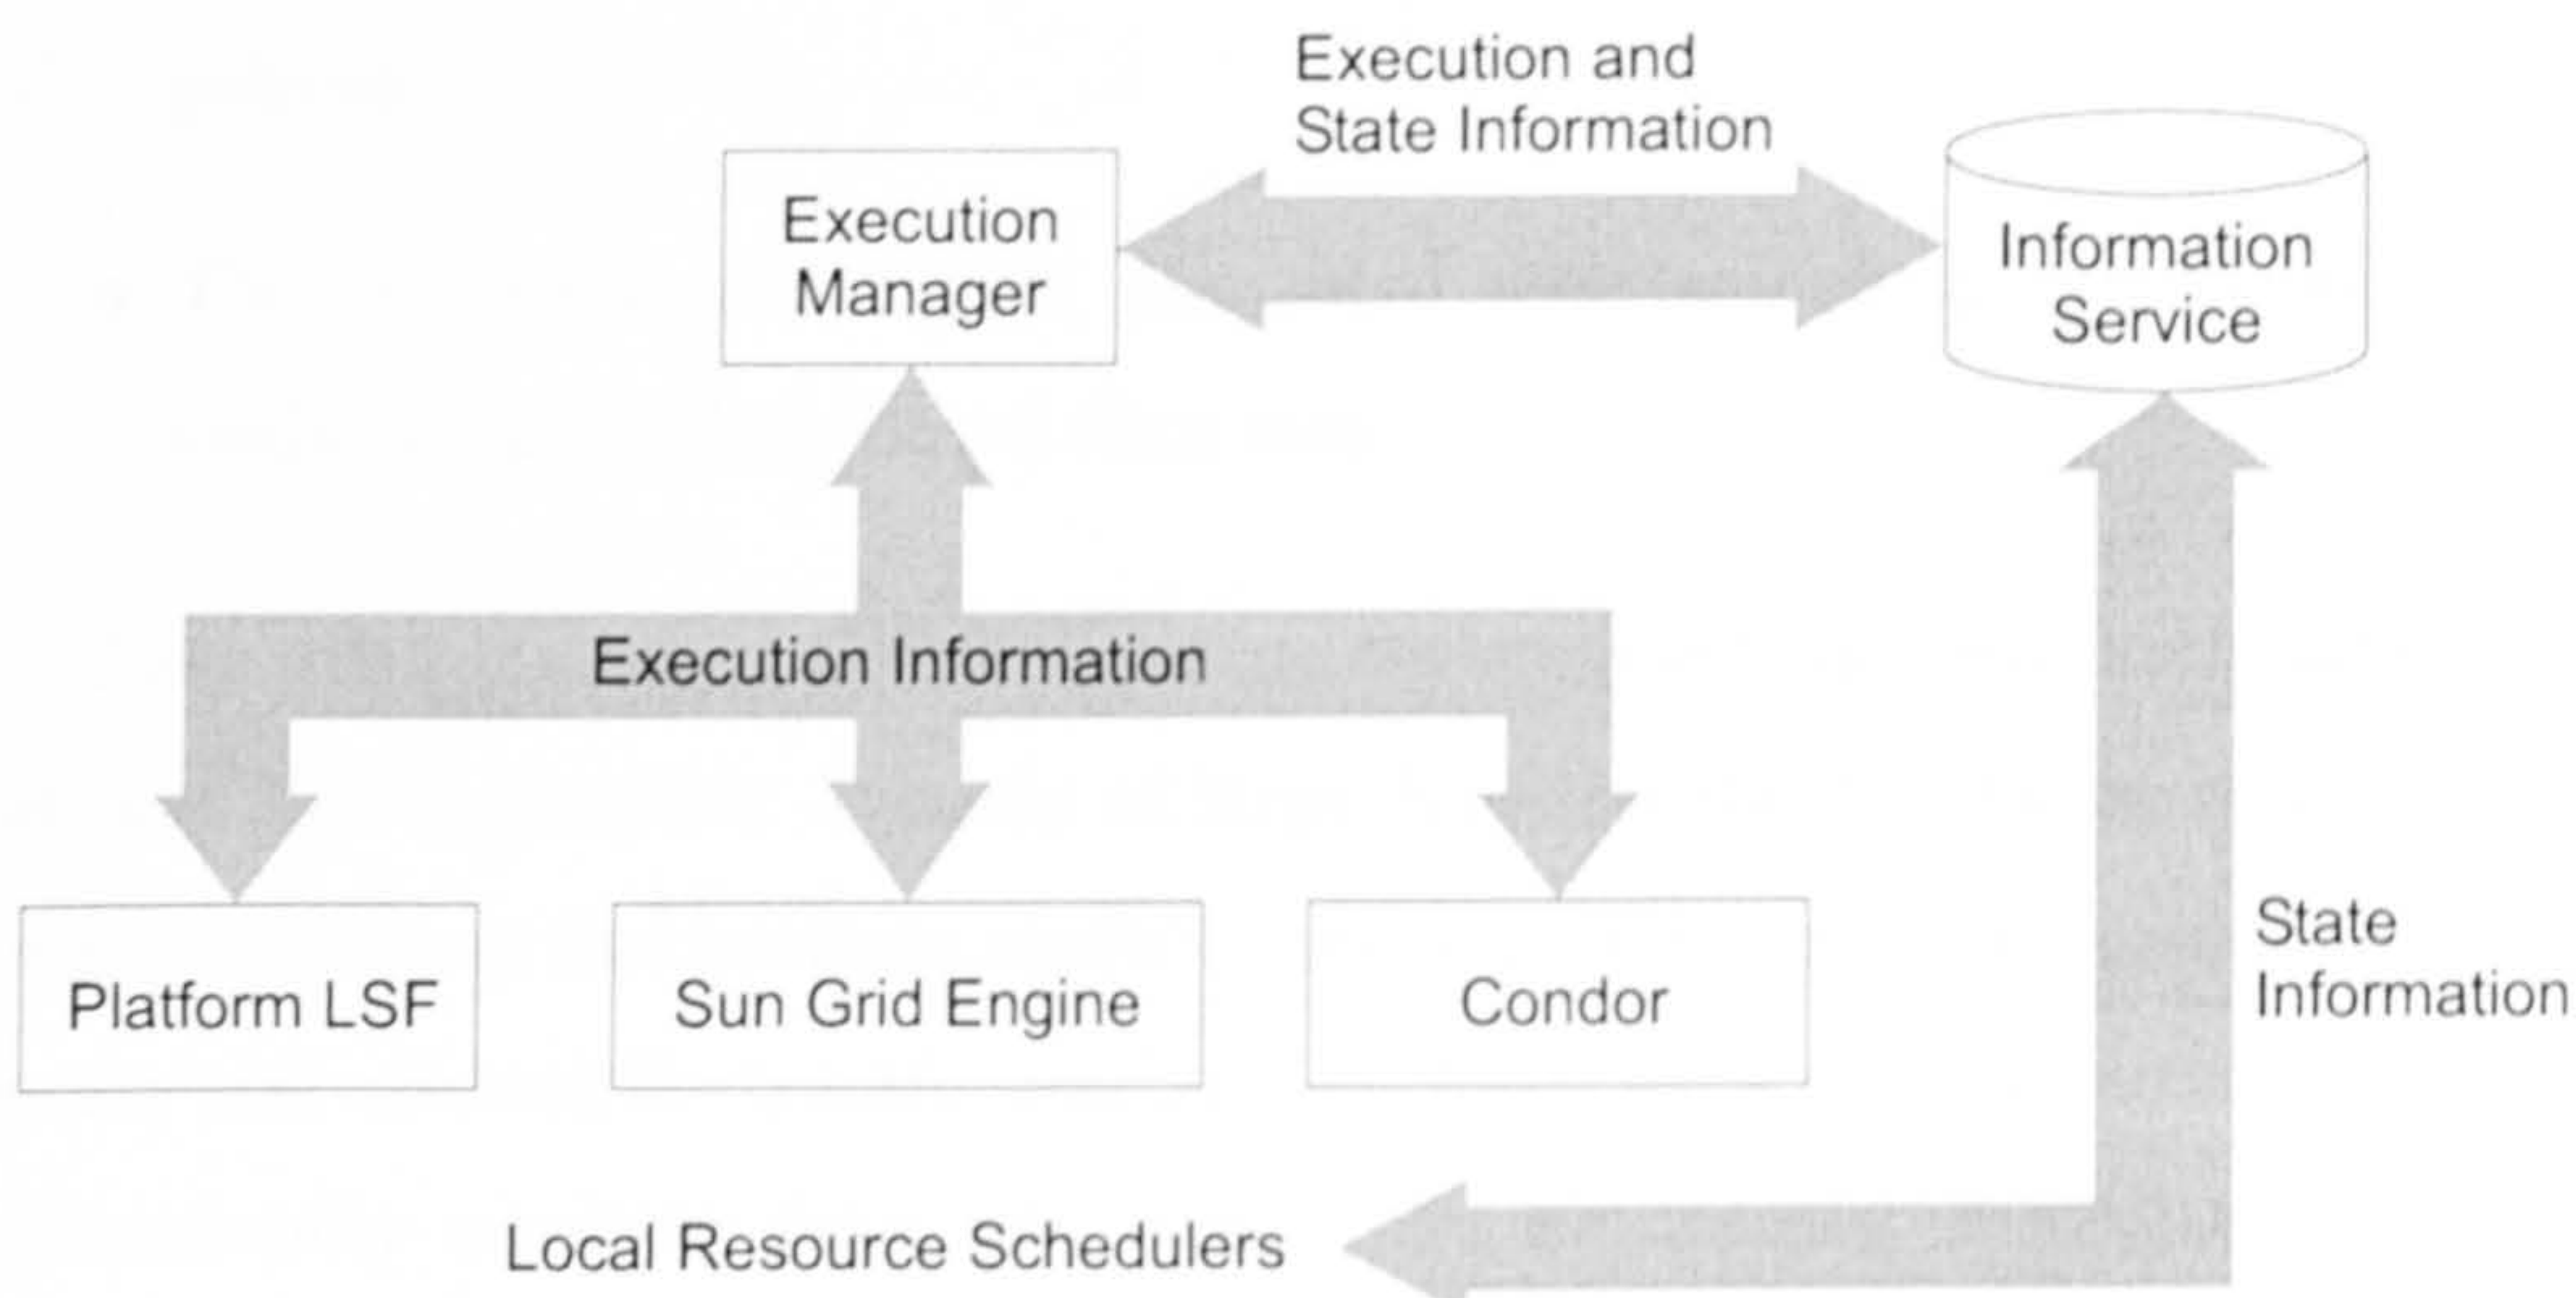 Execution and
State Information
Execution
Manager
Information
Service
Execution Information
Platform LSF
Sun Grid Engine
Condor
State
Information
Local Resource Schedulers